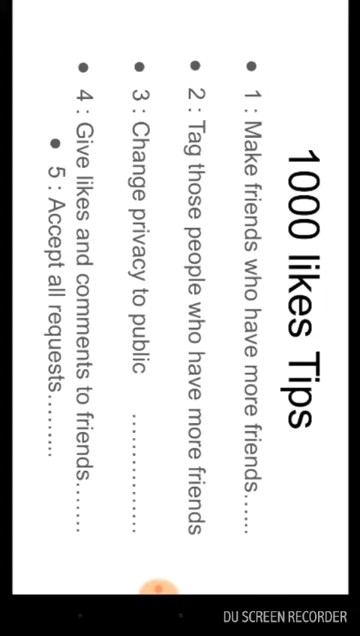 1000 likes Tips
1 : Make friends who have more friends.......
2 : Tag those people who have more friends
3 : Change privacy to public ..................
4 : Give likes and comments to friends.......
5 : Accept all requests.........
DU SCREEN RECORDER